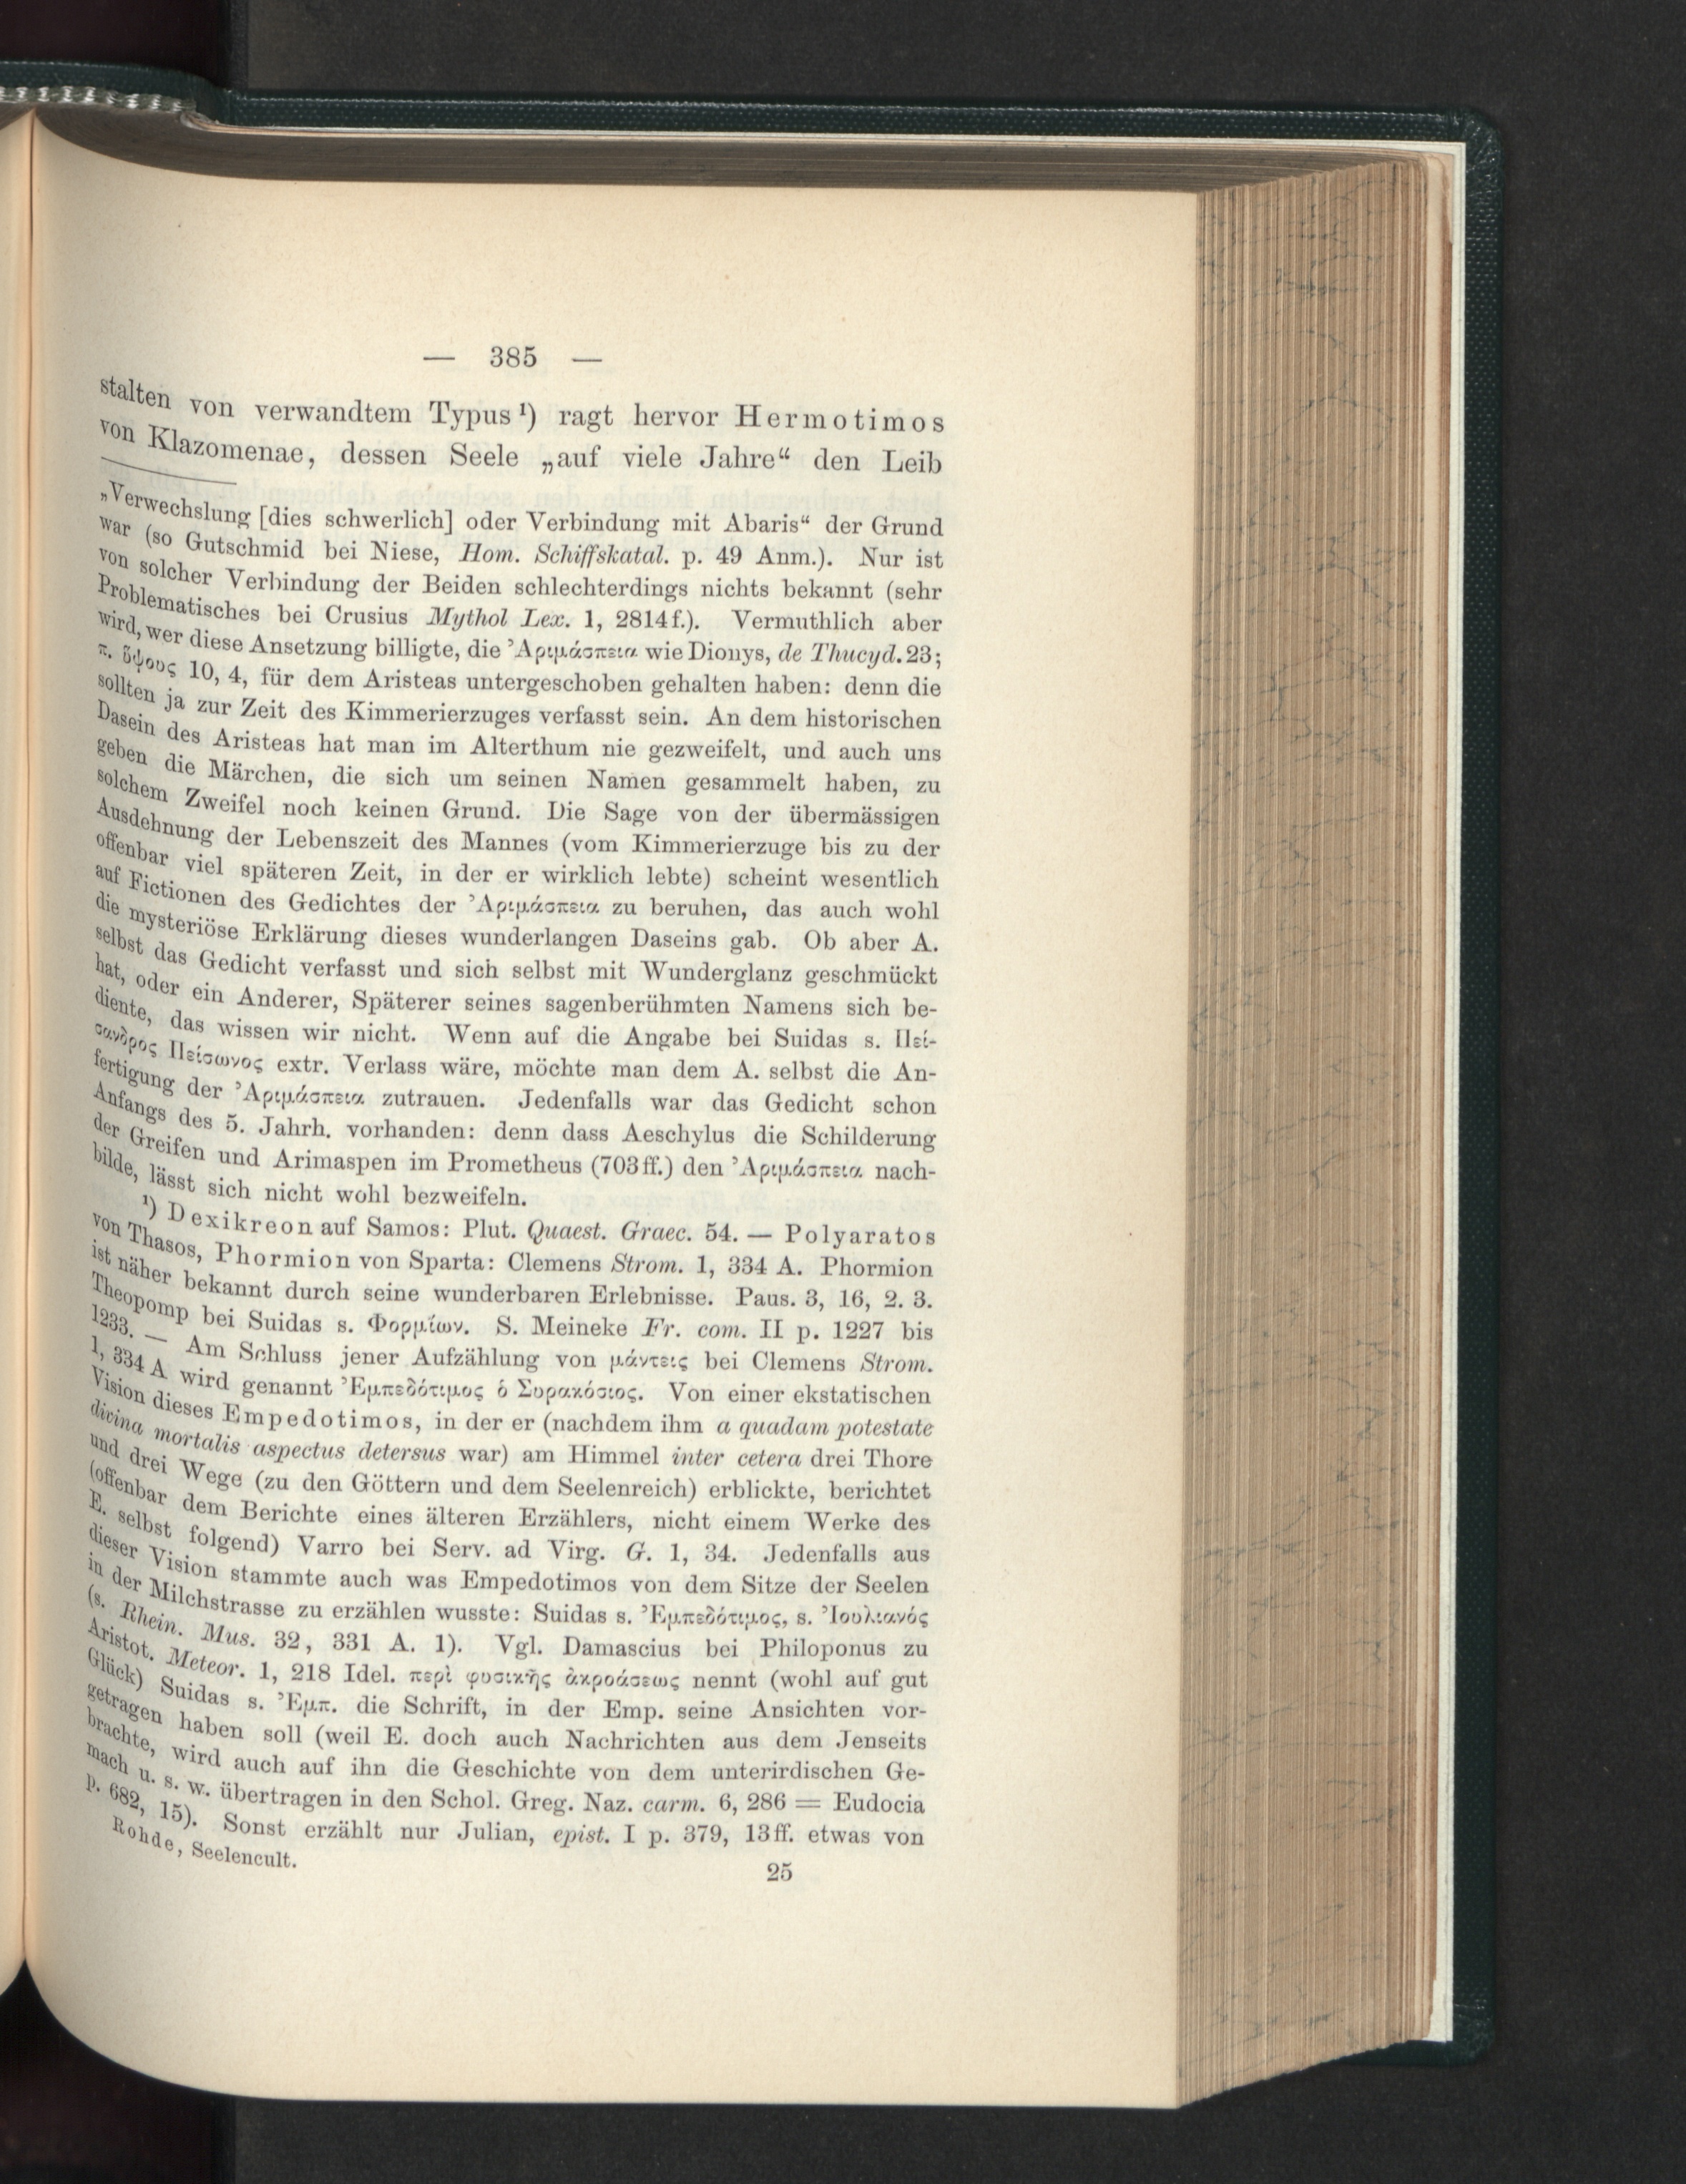 — 385 —
stalten von verwandtem Typus¹) ragt hervor Hermotimos
von Klazomenae, dessen Seele „auf viele Jahre“ den Leib
„Verwechslung [dies schwerlich] oder Verbindung mit Abaris“ der Grund
war (so Gutschmid bei Niese, Hom. Schiffskatal. p. 49 Anm.). Nur ist
von solcher Verbindung der Beiden schlechterdings nichts bekannt (sehr
Problematisches bei Crusius Mythol Lex. 1, 2814f.). Vermuthlich aber
wird, wer diese Ansetzung billigte, die Ἀριμάσπεια wie Dionys, de Thucyd. 23;
π. ὕψους 10, 4, für dem Aristeas untergeschoben gehalten haben: denn die
sollten ja zur Zeit des Kimmerierzuges verfasst sein. An dem historischen
Dasein des Aristeas hat man im Alterthum nie gezweifelt, und auch uns
geben die Märchen, die sich um seinen Namen gesammelt haben, zu
solchem Zweifel noch keinen Grund. Die Sage von der übermässigen
Ausdehnung der Lebenszeit des Mannes (vom Kimmerierzuge bis zu der
offenbar viel späteren Zeit, in der er wirklich lebte) scheint wesentlich
auf Fictionen des Gedichtes der Ἀριμάσπεια zu beruhen, das auch wohl
die mysteriöse Erklärung dieses wunderlangen Daseins gab. Ob aber A.
selbst das Gedicht verfasst und sich selbst mit Wunderglanz geschmückt
hat, oder ein Anderer, Späterer seines sagenberühmten Namens sich be-
diente, das wissen wir nicht. Wenn auf die Angabe bei Suidas s. Πεί-
σανδρος Πείσωνος extr. Verlass wäre, möchte man dem A. selbst die An-
fertigung der Ἀριμάσπεια zutrauen. Jedenfalls war das Gedicht schon
Anfangs des 5. Jahrh. vorhanden: denn dass Aeschylus die Schilderung
der Greifen und Arimaspen im Prometheus (703ff.) den Ἀριμάσπεια nach-
bilde, lässt sich nicht wohl bezweifeln.
¹) Dexikreon auf Samos: Plut. Quaest. Graec. 54. — Polyaratos
von Thasos, Phormion von Sparta: Clemens Strom. 1, 334 A. Phormion
ist näher bekannt durch seine wunderbaren Erlebnisse. Paus. 3, 16, 2. 3.
Theopomp bei Suidas s. Φορμίων. S. Meineke Fr. com. II p. 1227 bis
1233. — Am Schluss jener Aufzählung von μάντεις bei Clemens Strom.
1, 334 A wird genannt Ἐμπεδότιμος ὁ Συρακόσιος. Von einer ekstatischen
Vision dieses Empedotimos, in der er (nachdem ihm a quadam potestate
divina mortalis aspectus detersus war) am Himmel inter cetera drei Thore
und drei Wege (zu den Göttern und dem Seelenreich) erblickte, berichtet
(offenbar dem Berichte eines älteren Erzählers, nicht einem Werke des
E. selbst folgend) Varro bei Serv. ad Virg. G. 1, 34. Jedenfalls aus
dieser Vision stammte auch was Empedotimos von dem Sitze der Seelen
in der Milchstrasse zu erzählen wusste: Suidas s. Ἐμπεδότιμος, s. Ἰουλιανός
(s. Rhein. Mus. 32, 331 A. 1). Vgl. Damascius bei Philoponus zu
Aristot. Meteor. 1, 218 Idel. περὶ φυσικῆς ἀκροάσεως nennt (wohl auf gut
Glück) Suidas s. Ἐμπ. die Schrift, in der Emp. seine Ansichten vor-
getragen haben soll (weil E. doch auch Nachrichten aus dem Jenseits
brachte, wird auch auf ihn die Geschichte von dem unterirdischen Ge-
mach u. s. w. übertragen in den Schol. Greg. Naz. carm. 6, 286 = Eudocia
p. 682, 15). Sonst erzählt nur Julian, epist. I p. 379, 13ff. etwas von
Rohde, Seelencult. 25